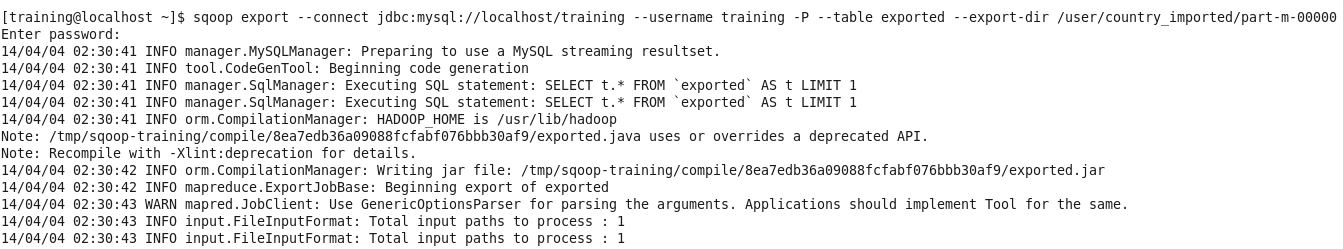 [training@localhost ~]$ sqoop export --connect jdbc:mysql://localhost/training --username training -P --table exported --export-dir /user/country_imported/part-m-00000
Enter password:
14/04/04 02:30:41 INFO manager.MySQLManager: Preparing to use a MySQL streaming resultset.
14/04/04 02:30:41 INFO tool.CodeGenTool: Beginning code generation
14/04/04 02:30:41 INFO manager.SqlManager: Executing SQL statement: SELECT t.* FROM `exported` AS t LIMIT 1
14/04/04 02:30:41 INFO manager.SqlManager: Executing SQL statement: SELECT t.* FROM `exported` AS t LIMIT 1
14/04/04 02:30:41 INFO orm.CompilationManager: HADOOP_HOME is /usr/lib/hadoop
Note: /tmp/sqoop-training/compile/8ea7edb36a09088fcfabf076bbb30af9/exported.java uses or overrides a deprecated API.
Note: Recompile with -Xlint:deprecation for details.
14/04/04 02:30:42 INFO orm.CompilationManager: Writing jar file: /tmp/sqoop-training/compile/8ea7edb36a09088fcfabf076bbb30af9/exported.jar
14/04/04 02:30:42 INFO mapreduce.ExportJobBase: Beginning export of exported
14/04/04 02:30:43 WARN mapred.JobClient: Use GenericOptionsParser for parsing the arguments. Applications should implement Tool for the same.
14/04/04 02:30:43 INFO input.FileInputFormat: Total input paths to process : 1
14/04/04 02:30:43 INFO input.FileInputFormat: Total input paths to process : 1